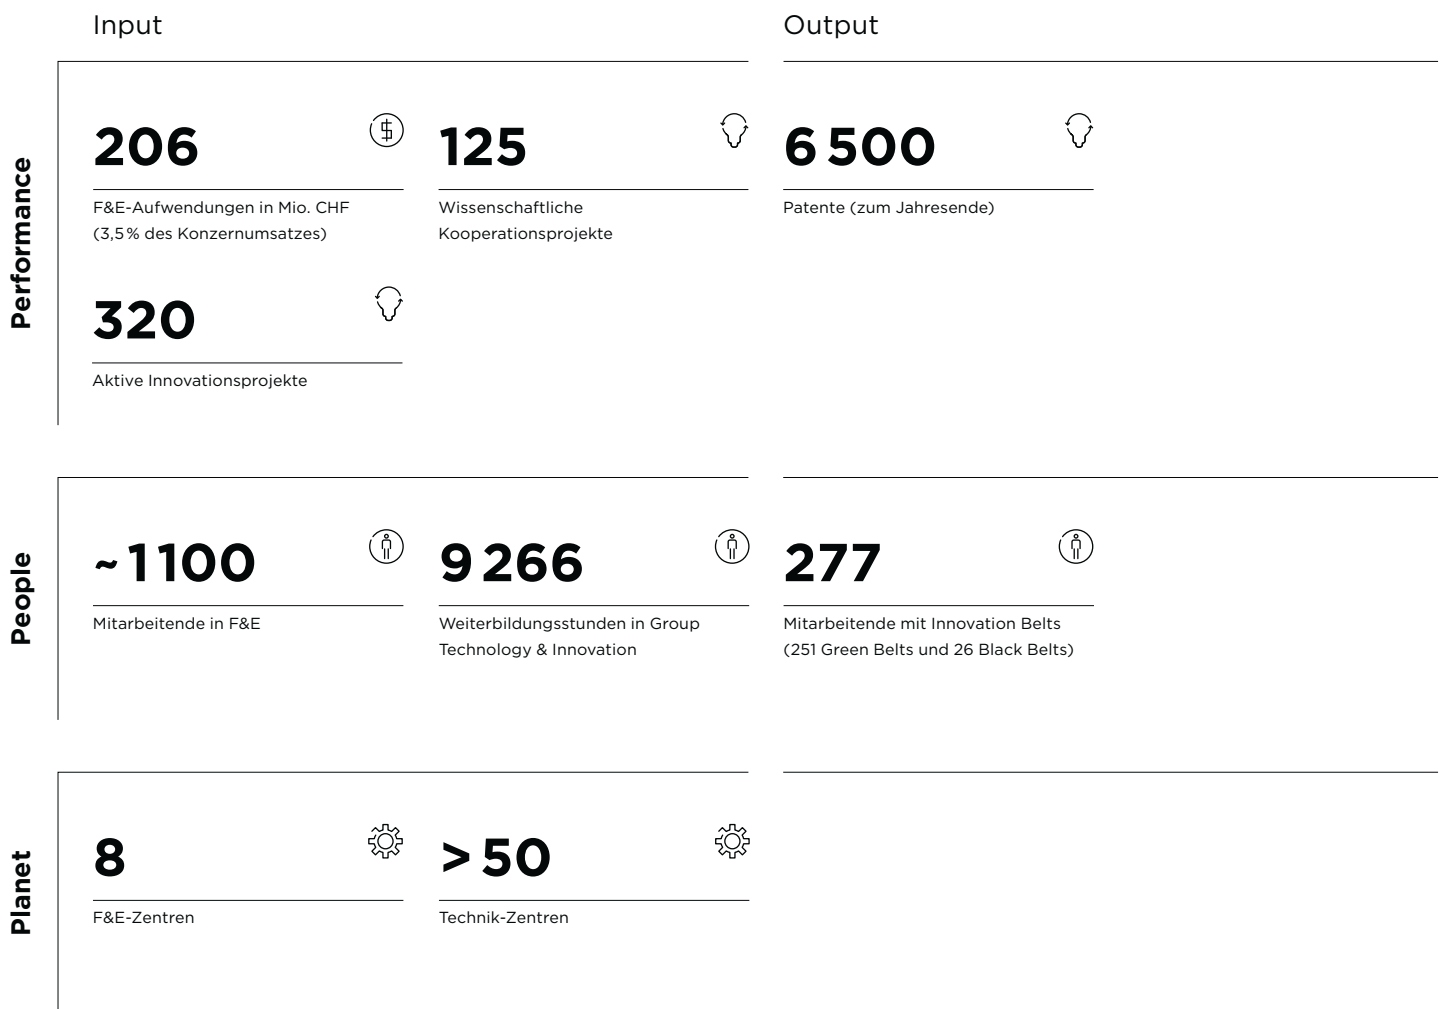 Input
Output
Performance
206
F&E-Aufwendungen in Mio. CHF
(3,5 % des Konzernumsatzes)
125
Wissenschaftliche
Kooperationsprojekte
6 500
Patente (zum Jahresende)
320
Aktive Innovationsprojekte
People
~ 1 100
Mitarbeitende in F&E
9 266
Weiterbildungsstunden in Group
Technology & Innovation
277
Mitarbeitende mit Innovation Belts
(251 Green Belts und 26 Black Belts)
Planet
8
F&E-Zentren
> 50
Technik-Zentren